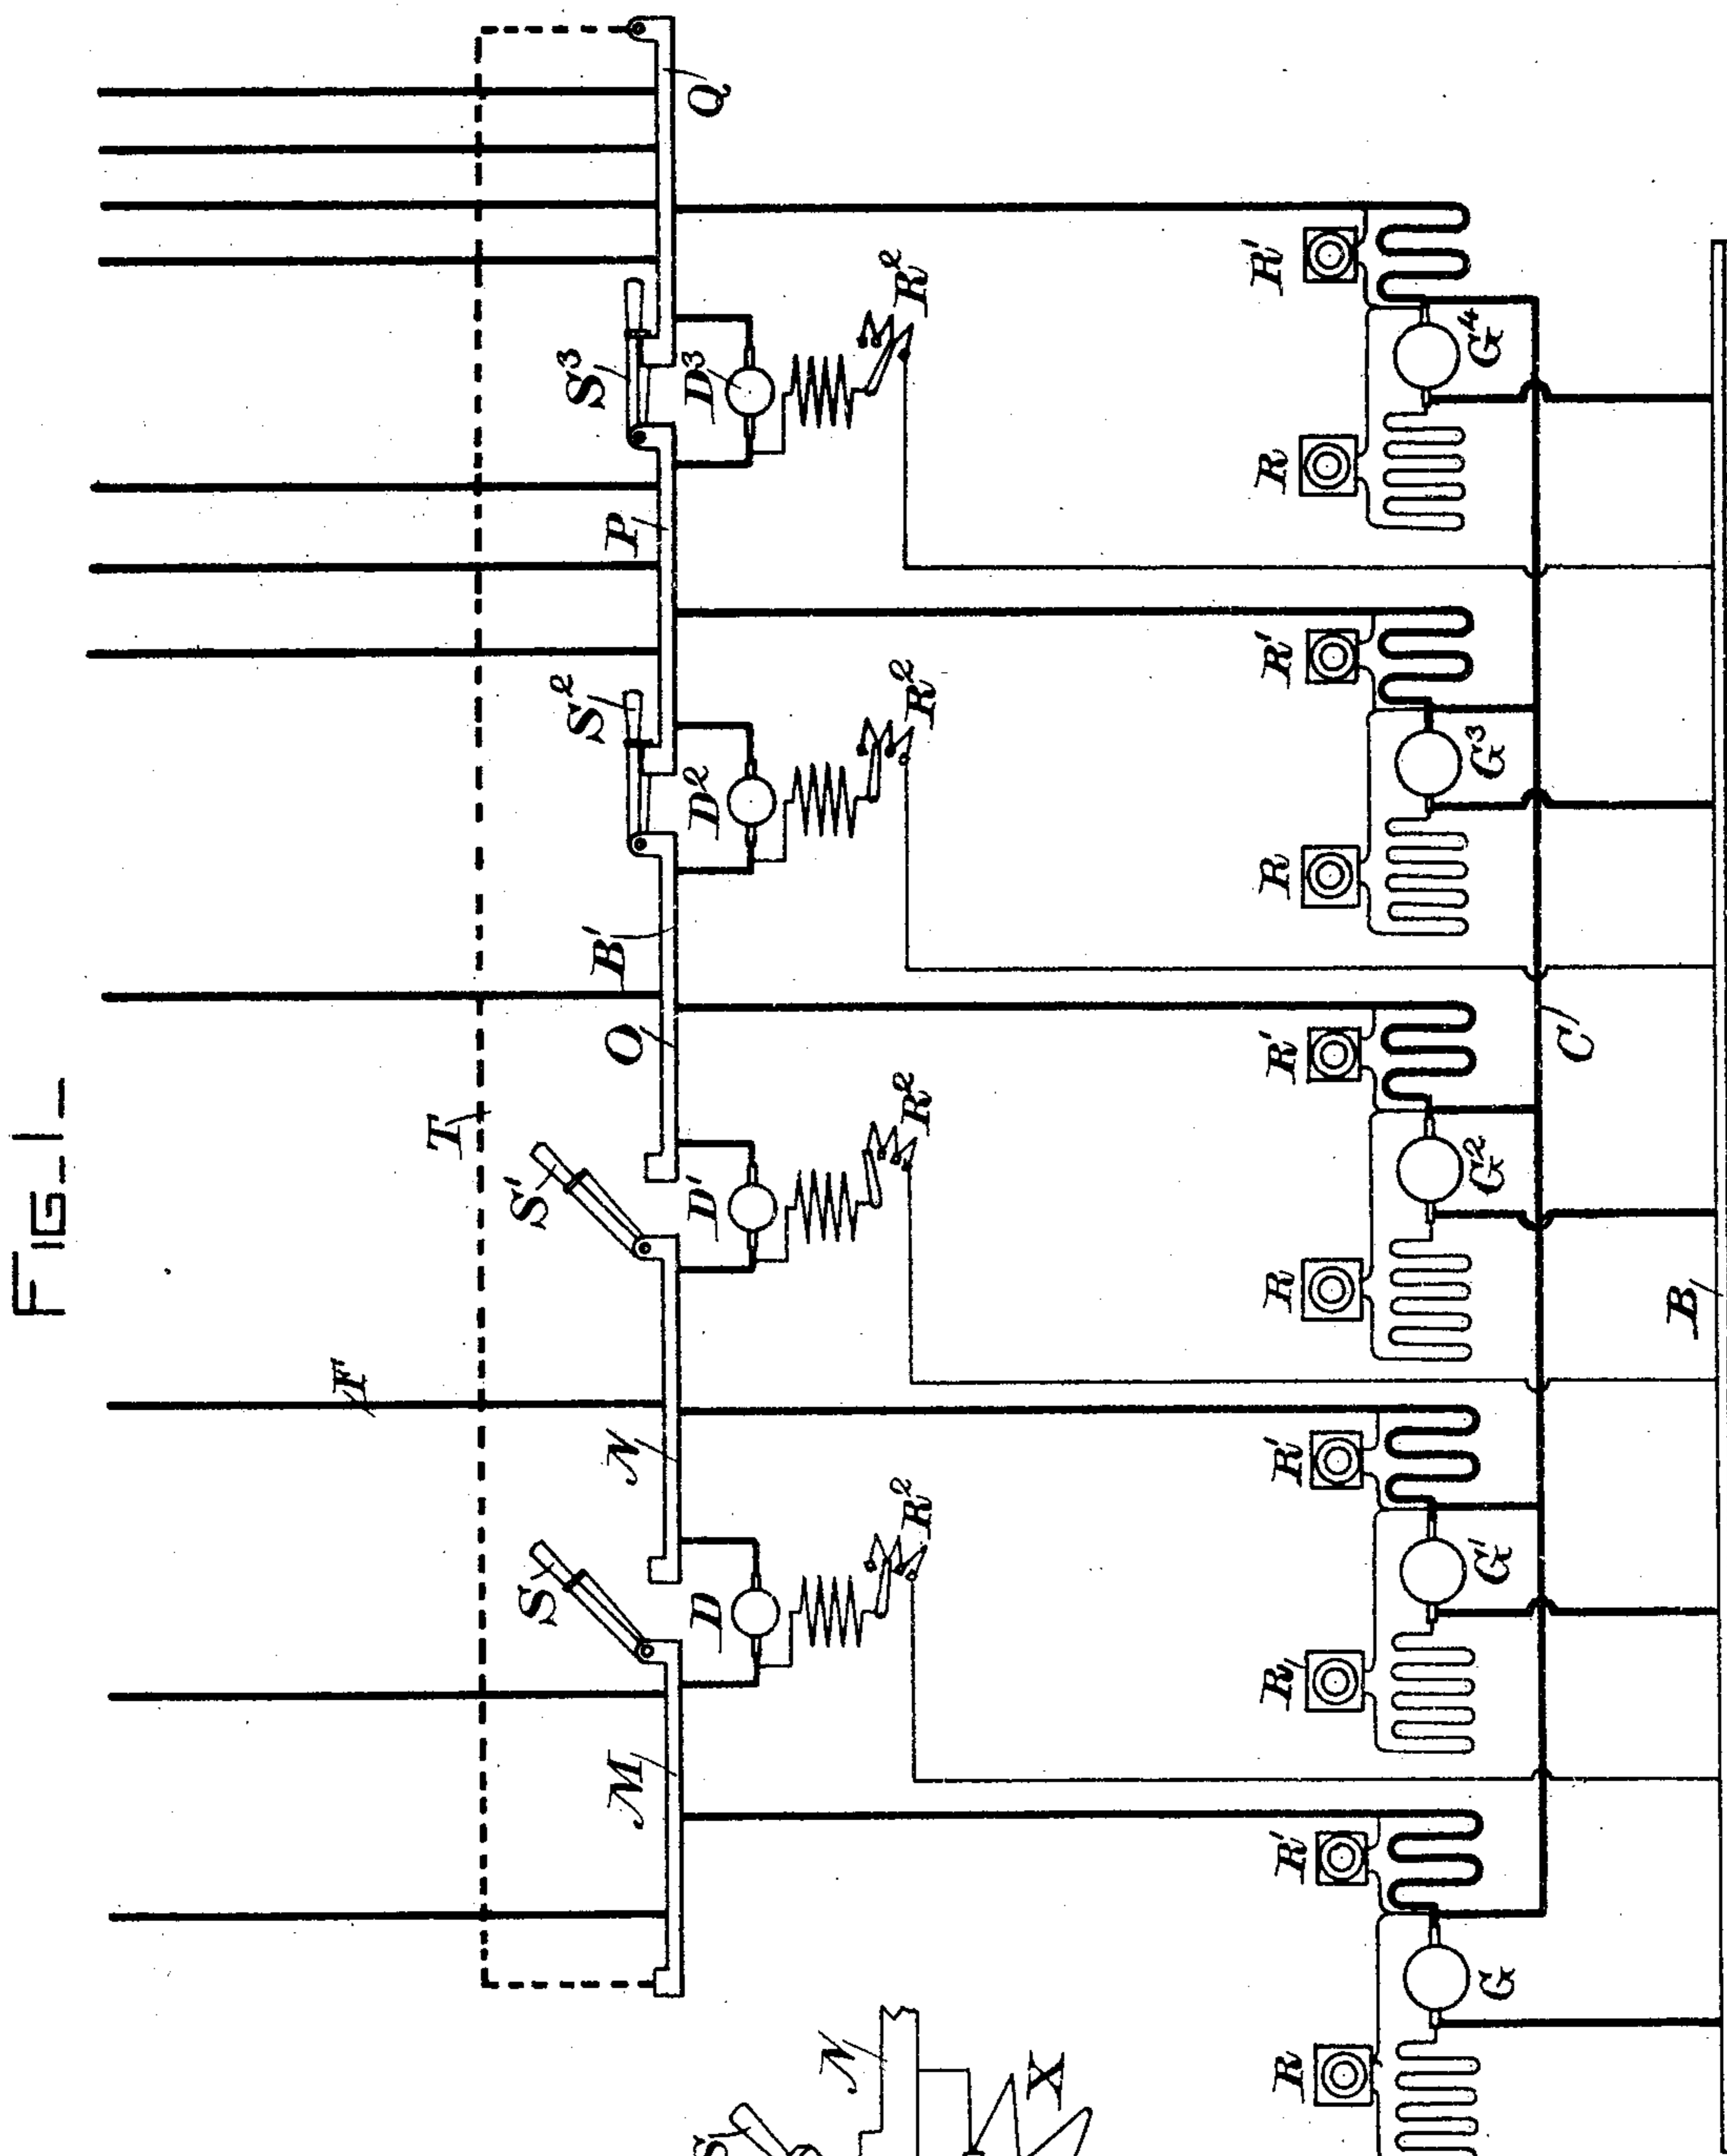 FIG_1_
F
T
S S' S² S³
M N O B' P
S D D' D² D³ Q
N
R² R² R² R²
X
R R' R R' R R' R R' R R'
G G' G² G³ G⁴
C
B